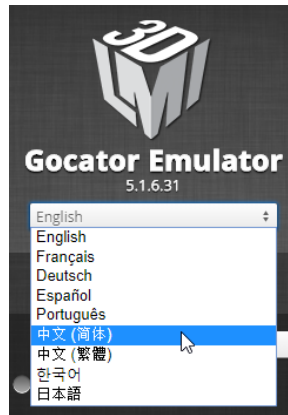 3D
LMI
Gocator Emulator
5.1.6.31
English
English
Français
Deutsch
Español
Português
中文 (简体)
中文 (繁體)
한국어
日本語